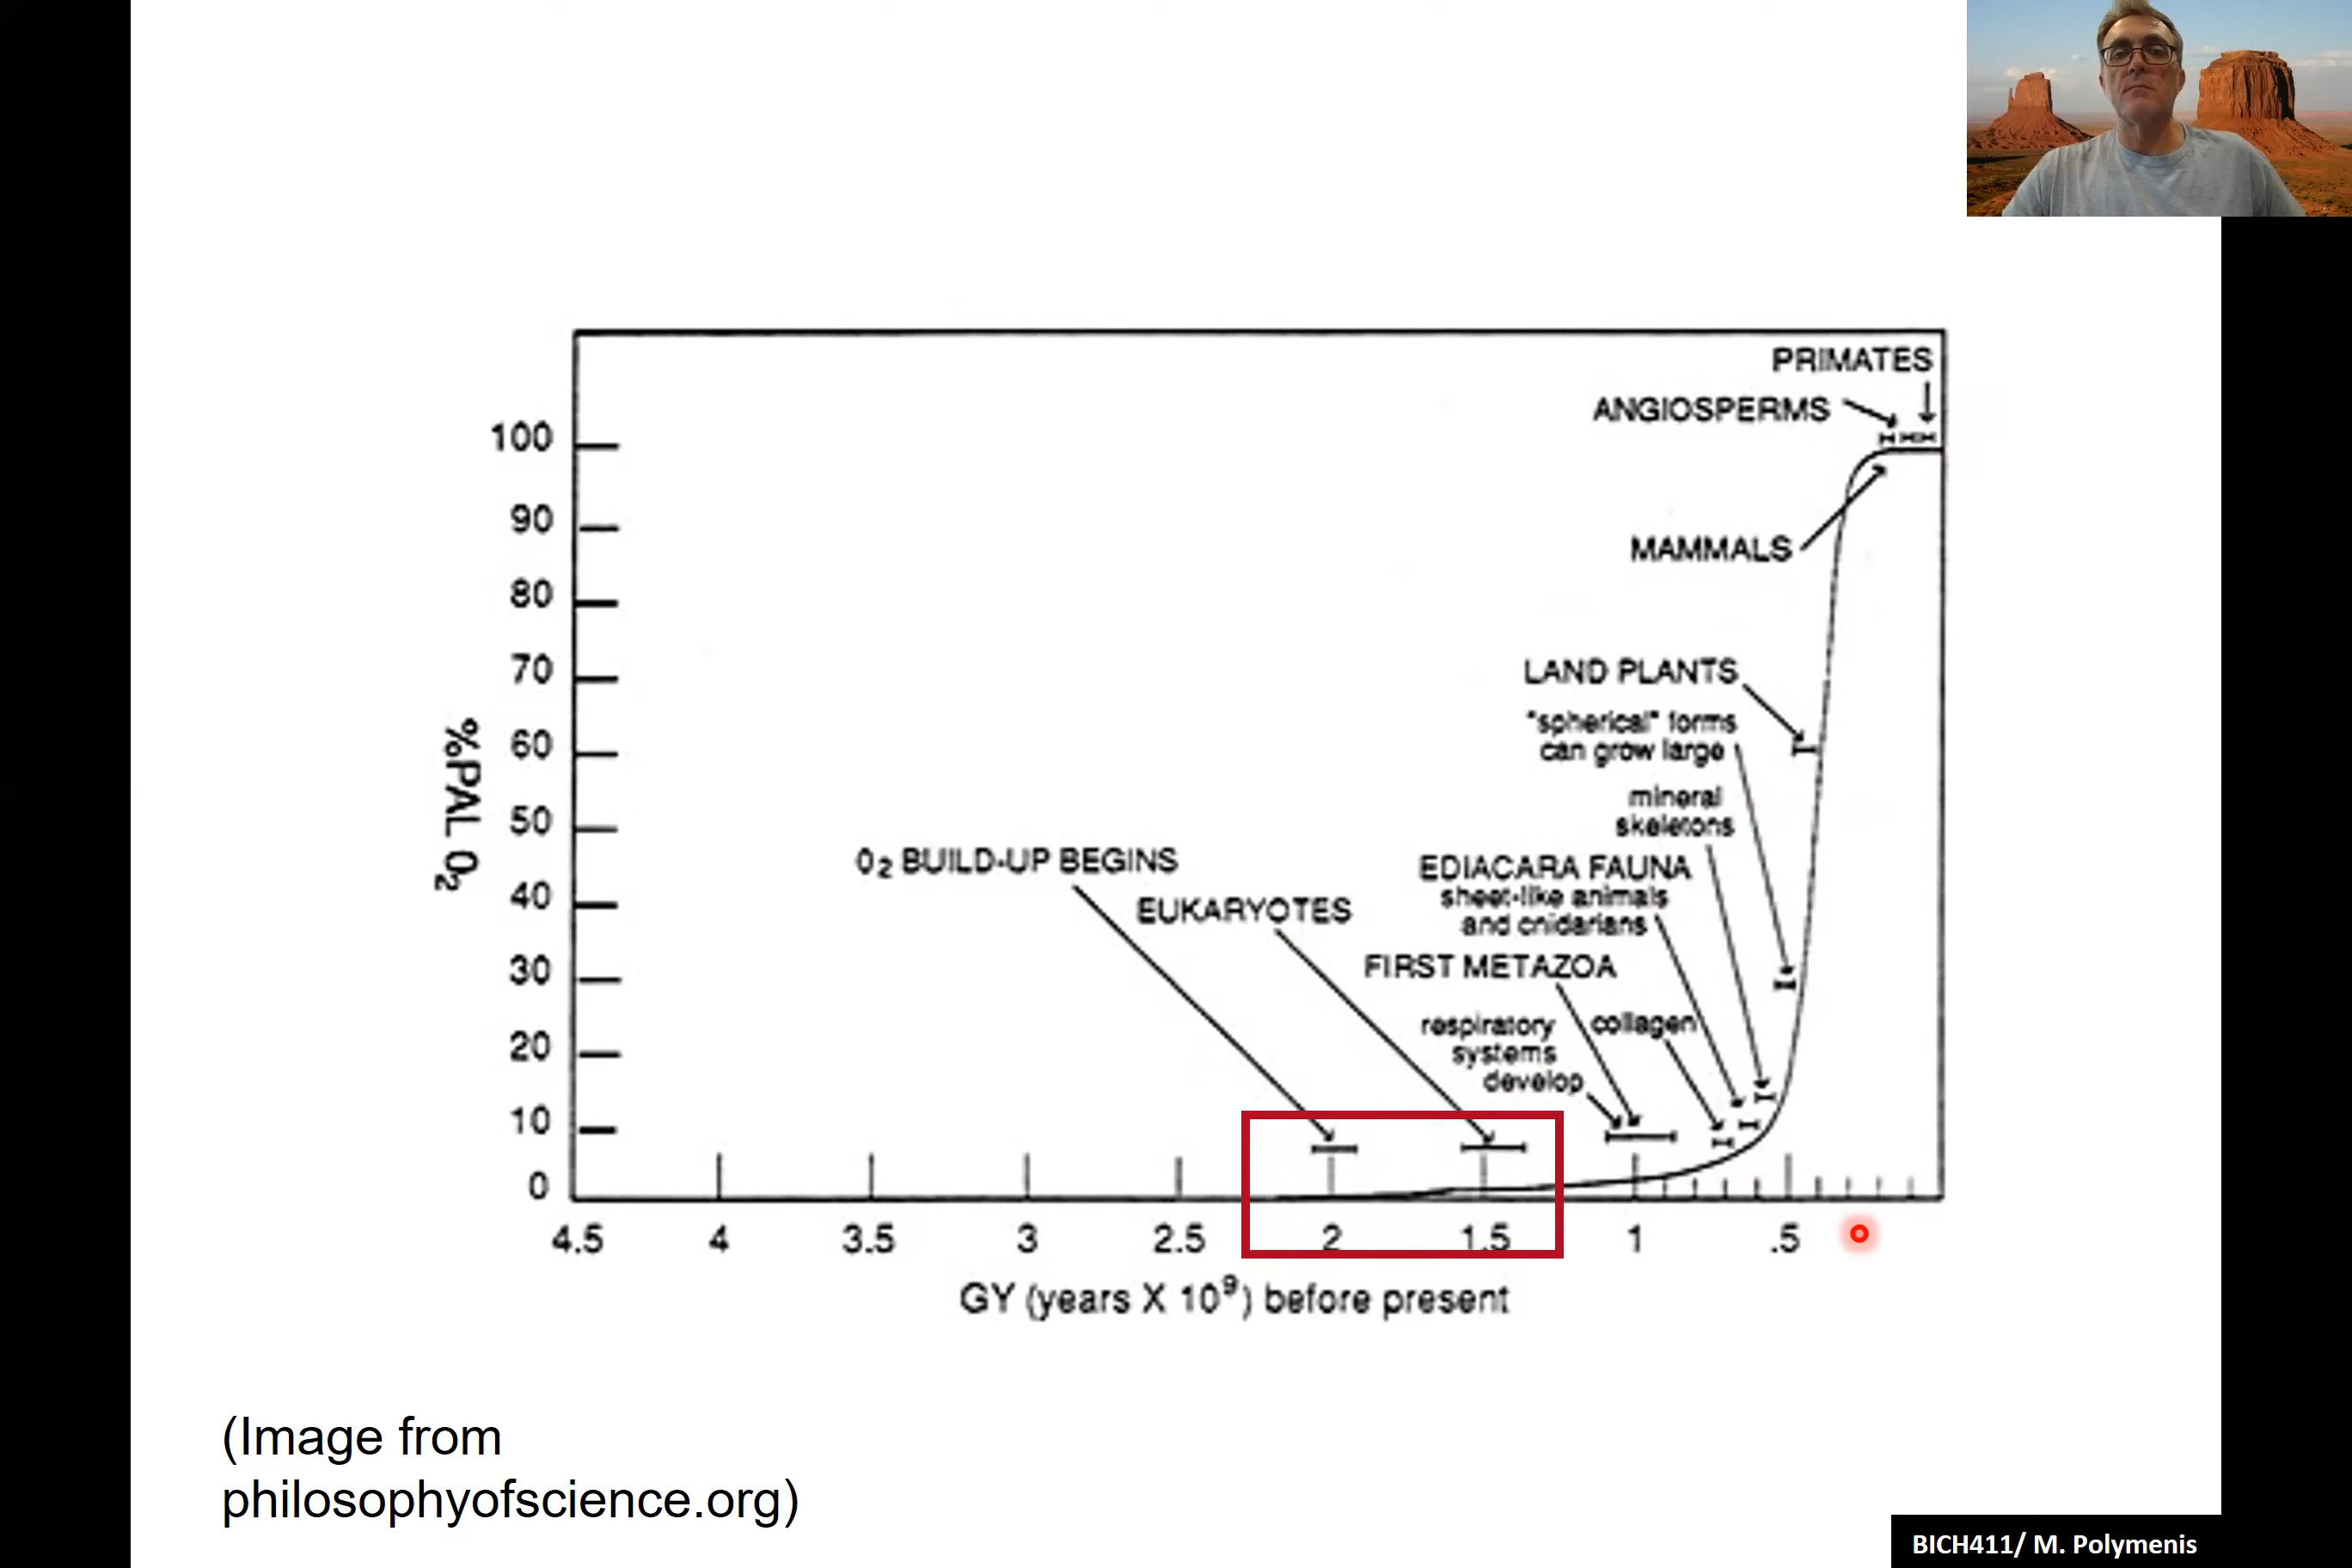 PRIMATES
ANGIOSPERMS
100
90
MAMMALS
80
70
LAND PLANTS
"spherical" forms
can grow large
60
mineral
skeletons
50
%PAL O₂
O₂ BUILD-UP BEGINS
EDIACARA FAUNA
sheet-like animals
and cnidarians
40
EUKARYOTES
30
FIRST METAZOA
respiratory
systems
develop
collagen
20
10
0
4.5 4 3.5 3 2.5 2 1.5 1 .5
GY (years X 10⁹) before present
(Image from
philosophyofscience.org)
BICH411/ M. Polymenis